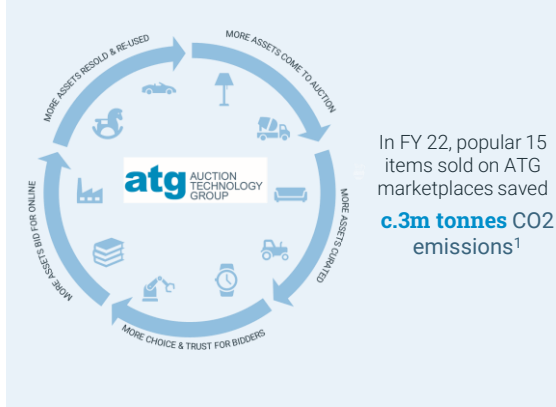 MORE ASSETS COME TO AUCTION
MORE ASSETS CURATED
MORE CHOICE & TRUST FOR BIDDERS
MORE ASSETS BID FOR ONLINE
MORE ASSETS RESOLD & RE-USED
atg AUCTION
TECHNOLOGY
GROUP
In FY 22, popular 15
items sold on ATG
marketplaces saved
c.3m tonnes CO2
emissions1